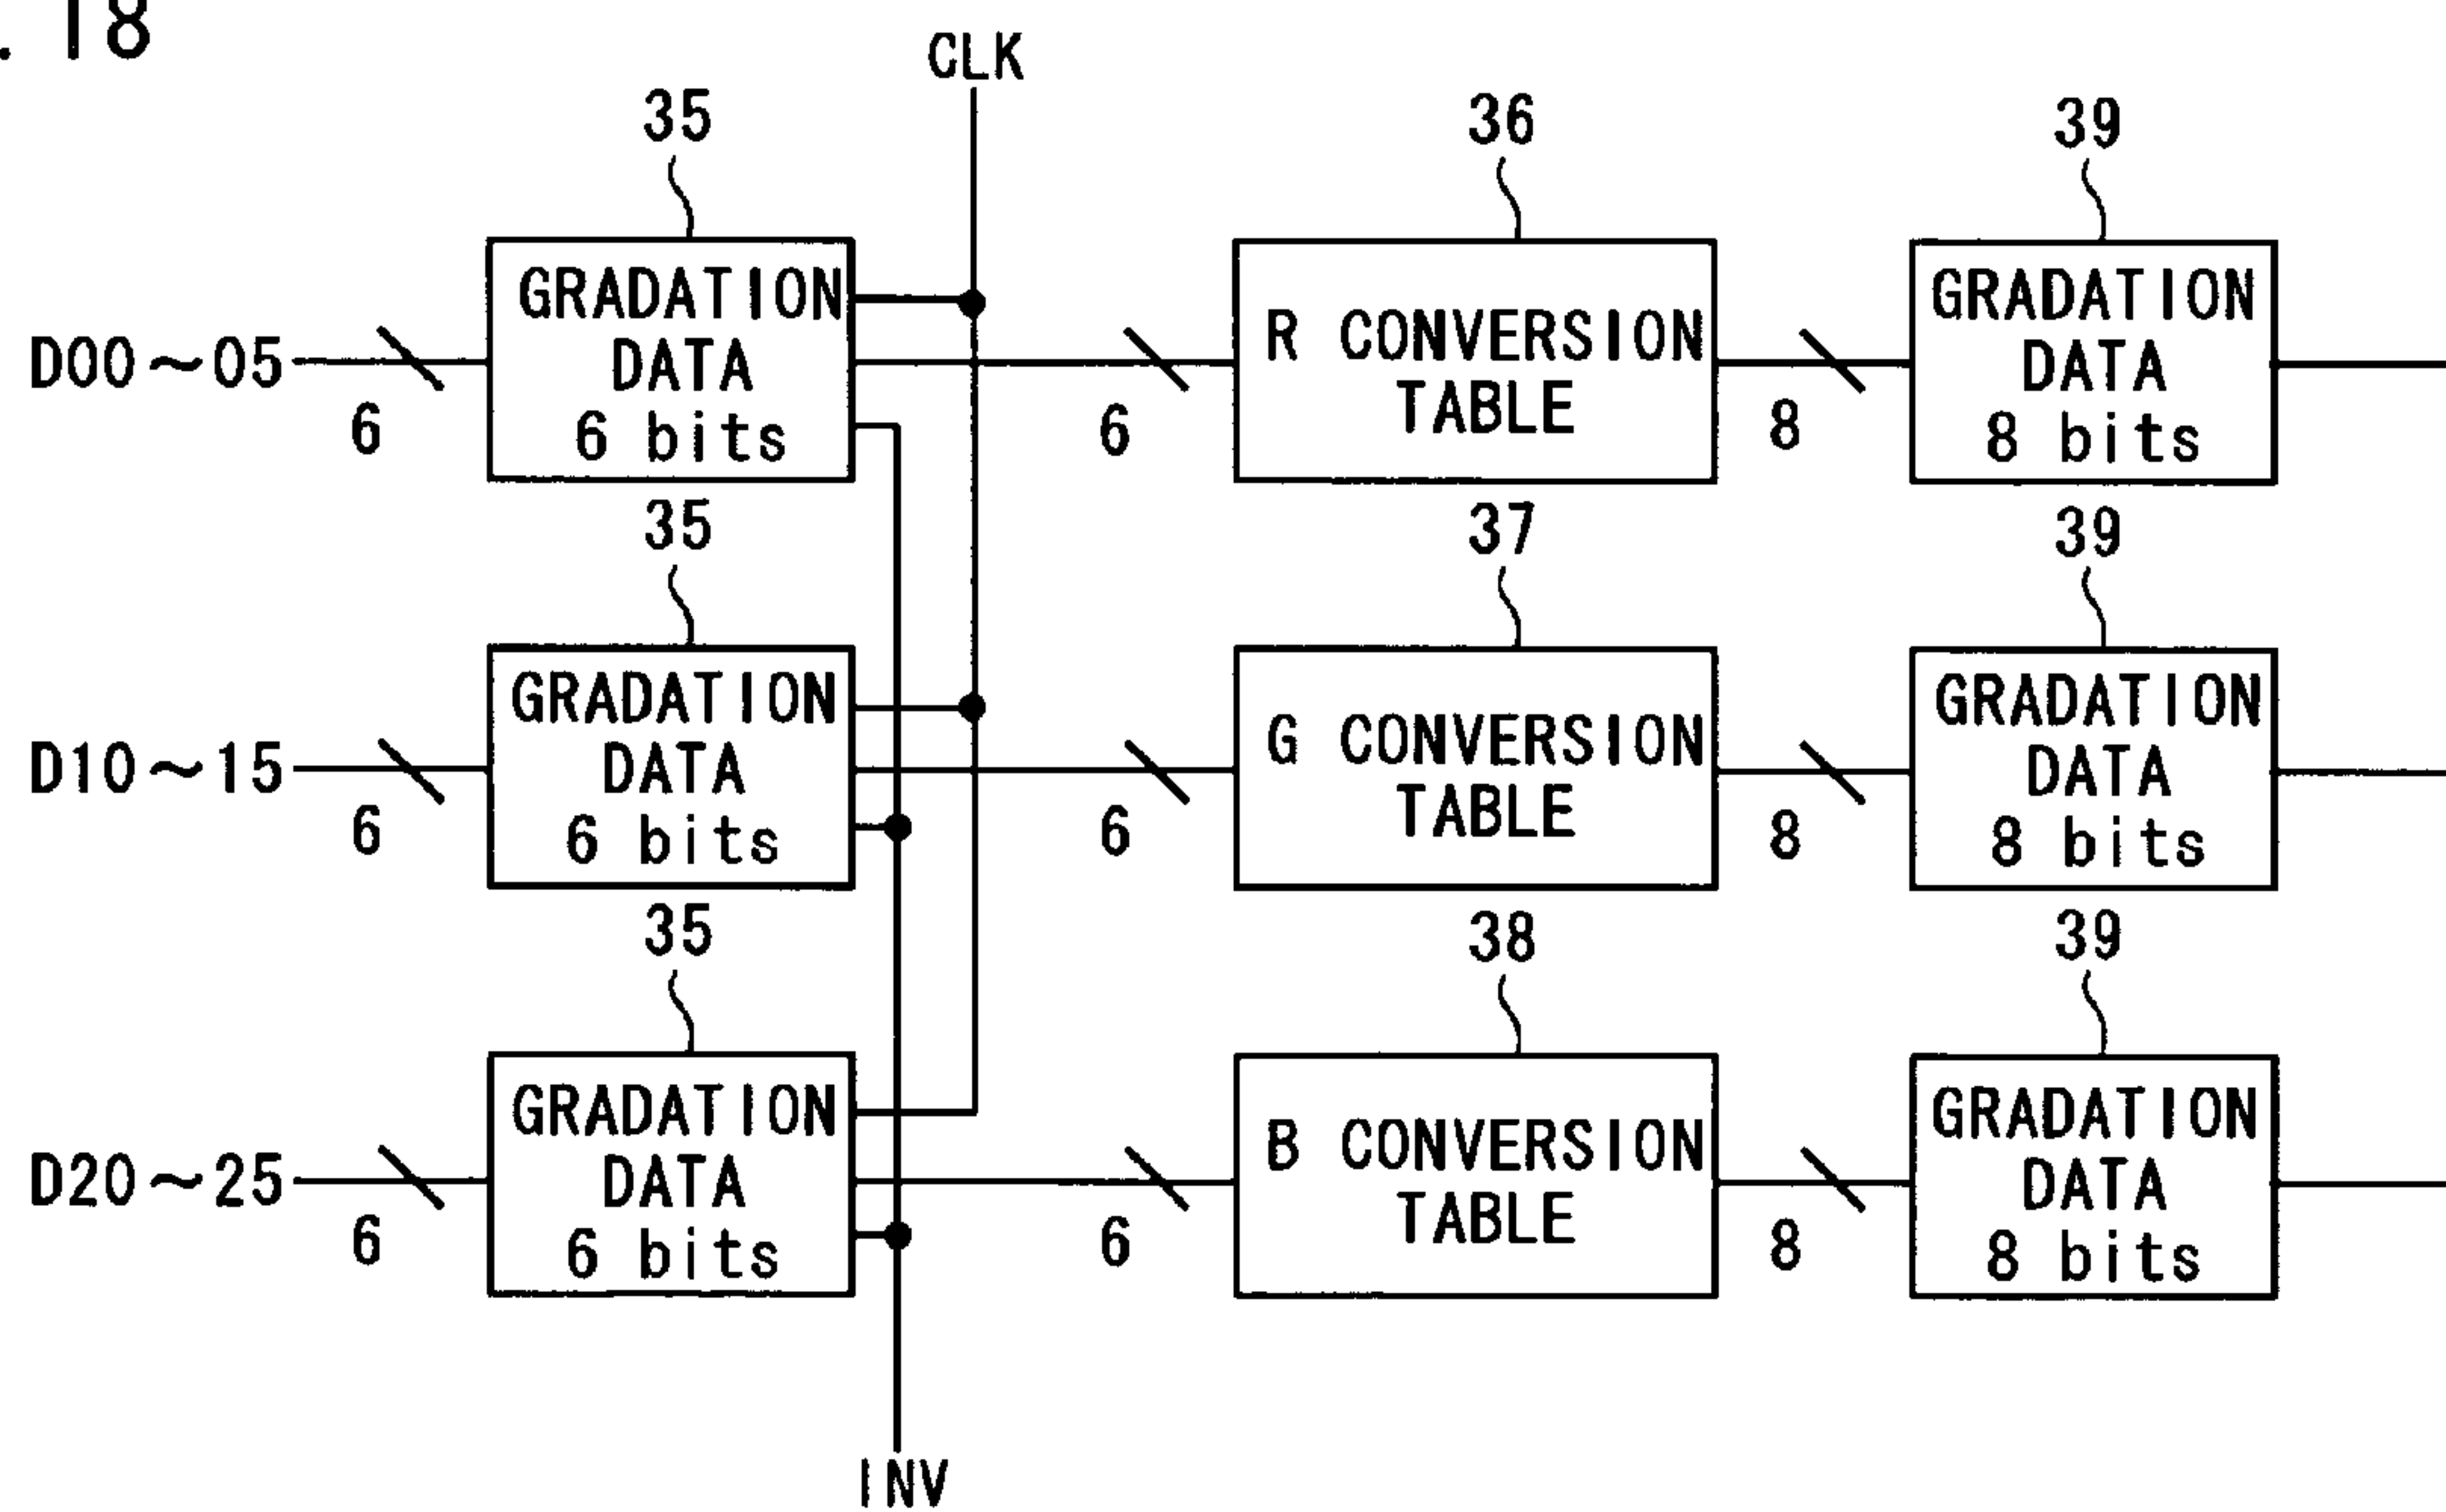 . 18
CLK
35
36
39
D00～05
6
GRADATION
DATA
6 bits
6
R CONVERSION
TABLE
8
GRADATION
DATA
8 bits
35
37
39
D10～15
6
GRADATION
DATA
6 bits
6
G CONVERSION
TABLE
8
GRADATION
DATA
8 bits
35
38
39
D20～25
6
GRADATION
DATA
6 bits
6
B CONVERSION
TABLE
8
GRADATION
DATA
8 bits
INV